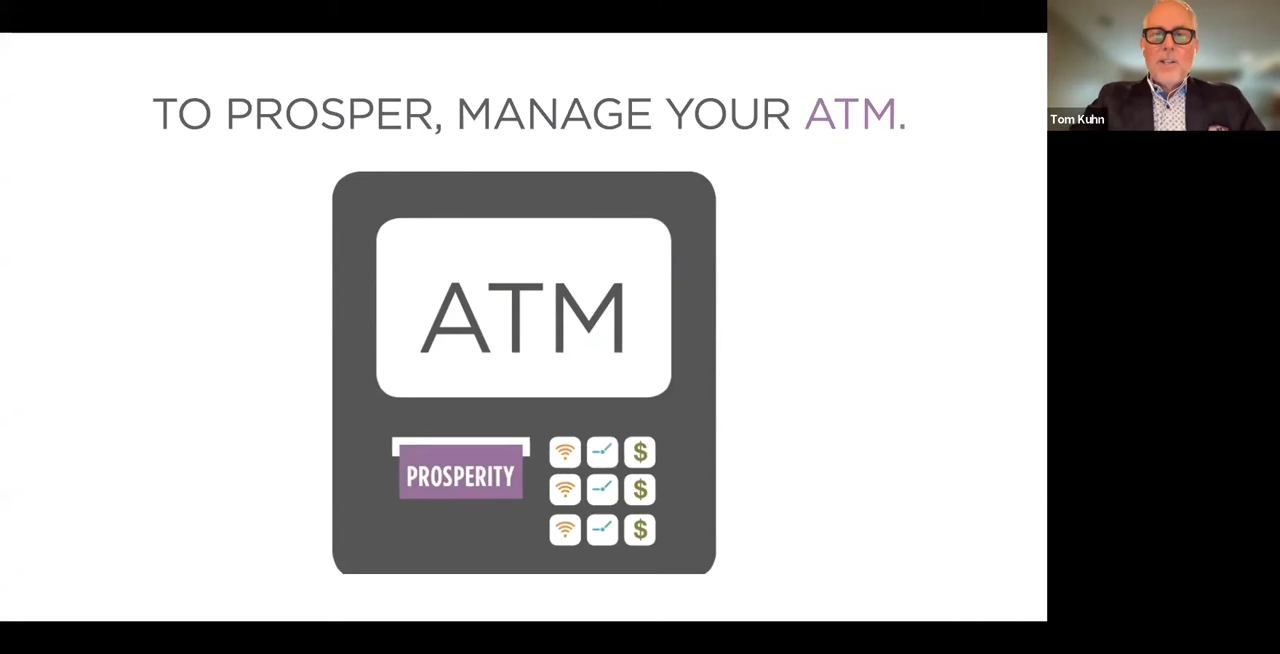 TO PROSPER, MANAGE YOUR ATM.
Tom Kuhn
ATM
PROSPERITY
$
$
$